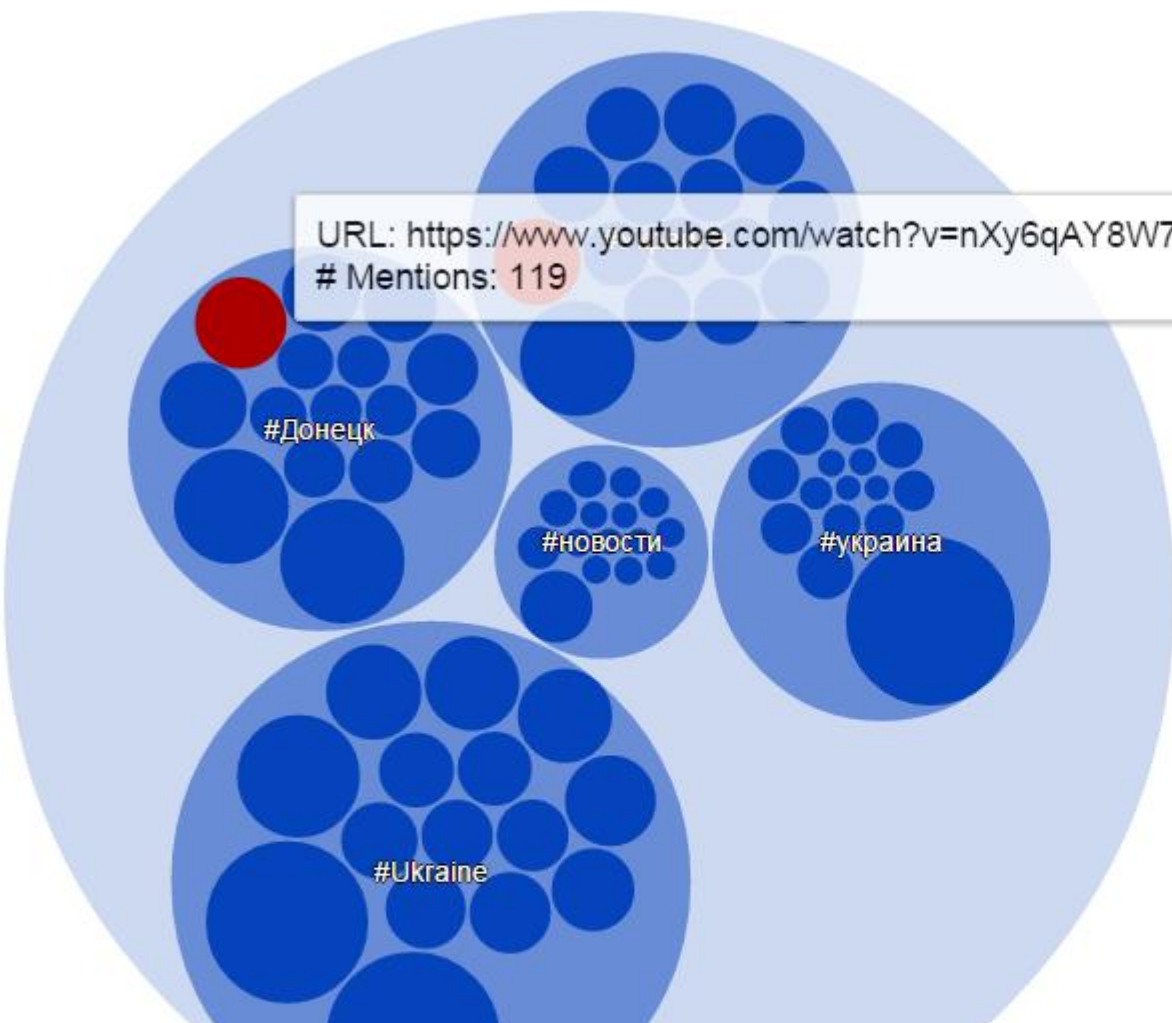 URL: https://www.youtube.com/watch?v=nXy6qAY8W7
# Mentions: 119
#Донецк
#новости
#украина
#Ukraine